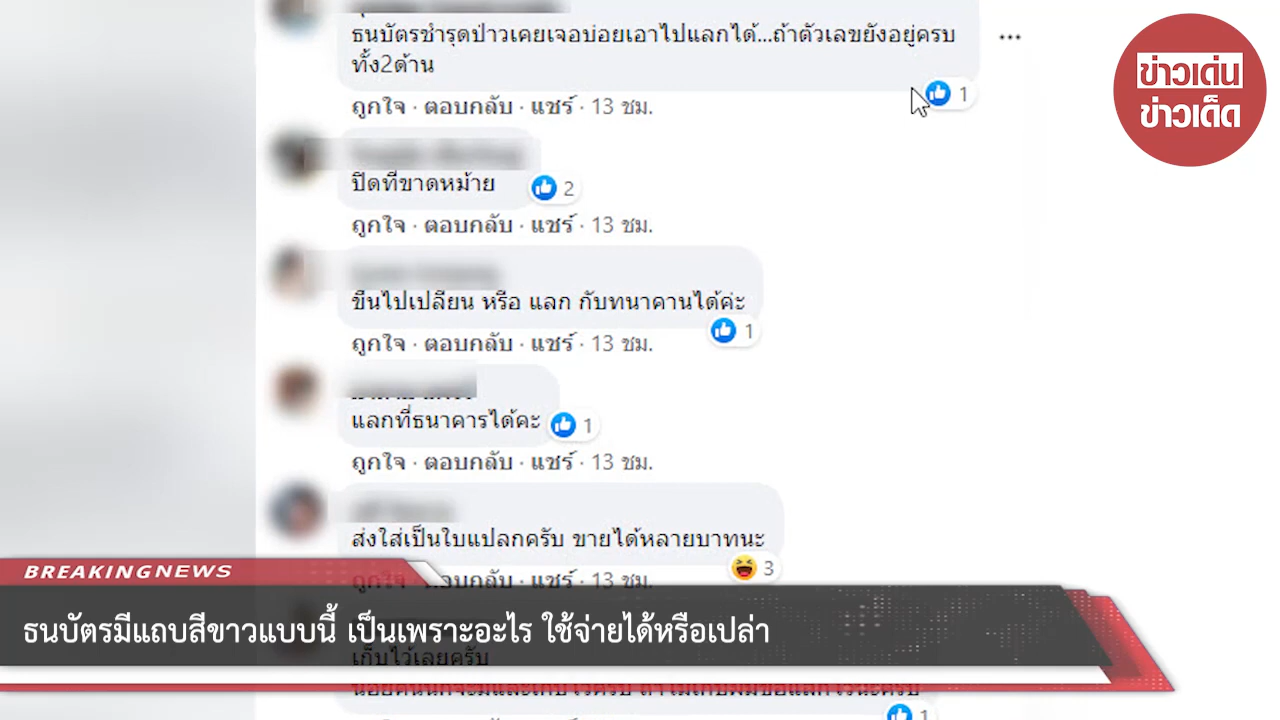 ธนบัตรชำรุดป่าวเคยเจอบ่อยเอาไปแลกได้...ถ้าตัวเลขยังอยู่ครบ
ทั้ง2ด้าน
1
ถูกใจ · ตอบกลับ · แชร์ · 13 ชม.
ข่าวเด่น
ข่าวเด็ด
ปิดที่ขาดหม้าย
2
ถูกใจ · ตอบกลับ · แชร์ · 13 ชม.
ขืนไปเปลียน หรือ แลก กับทนาคานได้ค่ะ
1
ถูกใจ · ตอบกลับ · แชร์ · 13 ชม.
แลกที่ธนาคารได้คะ
1
ถูกใจ · ตอบกลับ · แชร์ · 13 ชม.
ส่งใส่เป็นใบแปลกครับ ขายได้หลายบาทนะ
3
ถูกใจ · ตอบกลับ · แชร์ · 13 ชม.
BREAKINGNEWS
ธนบัตรมีแถบสีขาวแบบนี้ เป็นเพราะอะไร ใช้จ่ายได้หรือเปล่า
เก็บไว้เลยครับ
1